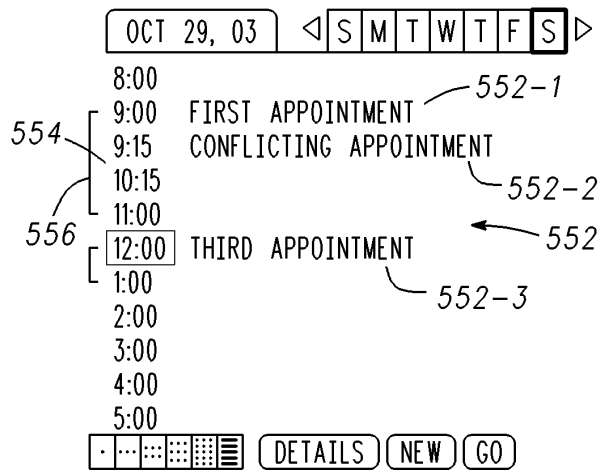 OCT 29, 03 S M T W T F S
8:00
552-1
9:00 FIRST APPOINTMENT
554
9:15 CONFLICTING APPOINTMENT
10:15
552-2
11:00
556
552
12:00 THIRD APPOINTMENT
1:00
552-3
2:00
3:00
4:00
5:00
DETAILS NEW GO